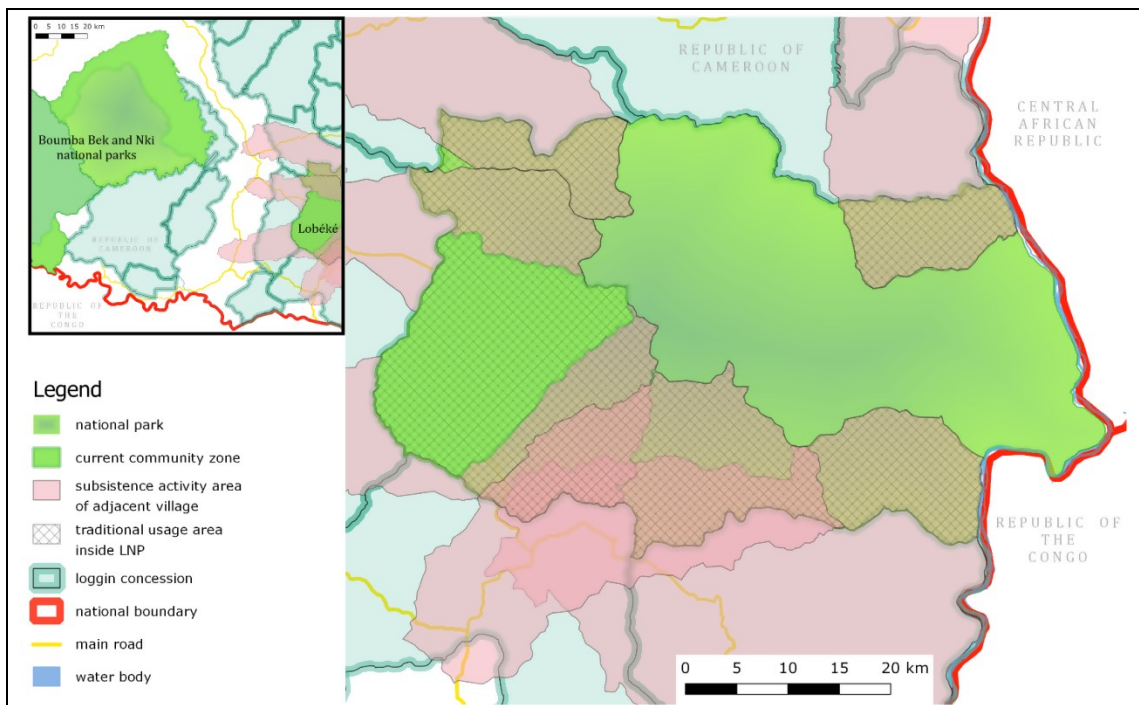 0 5 10 15 20 km
Boumba Bek and Nki
national parks
Lobéké
REPUBLIC OF
CAMEROON
REPUBLIC OF
THE
CONGO
REPUBLIC OF
CAMEROON
CENTRAL
AFRICAN
REPUBLIC
REPUBLIC OF
THE
CONGO
Legend
national park
current community zone
subsistence activity area
of adjacent village
traditional usage area
inside LNP
loggin concession
national boundary
main road
water body
0 5 10 15 20 km